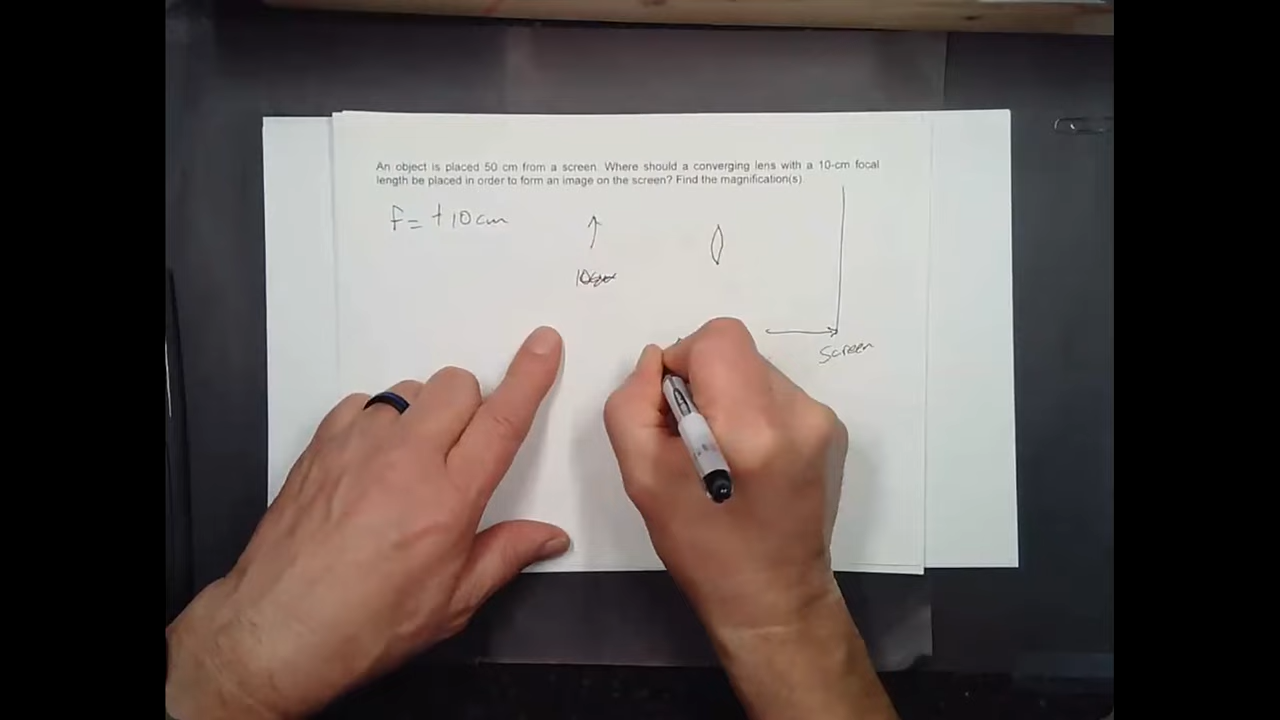 An object is placed 50 cm from a screen. Where should a converging lens with a 10-cm focal
length be placed in order to form an image on the screen? Find the magnification(s)
f = +10 cm
screen